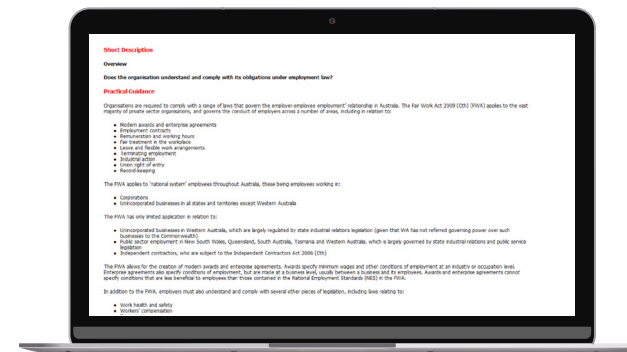 Short Description
Overview
Does the organisation understand and comply with its obligations under employment law?
Practical Guidance
Organisations are required to comply with a range of laws that govern the employer-employee employment' relationship in Australia. The Fair Work Act 2009 (Cth) (FWA) applies to the vast
majority of private sector organisations, and governs the conduct of employers across a number of areas, including in relation to:
Modern awards and enterprise agreements
Employment contracts
Remuneration and working hours
Fair treatment in the workplace
Leave and flexible work arrangements
Terminating employment
Industrial action
Union right of entry
Record-keeping
The FWA applies to 'national system' employees throughout Australia, these being employees working in:
Corporations
Unincorporated businesses in all states and territories except Western Australia
The FWA has only limited application in relation to:
Unincorporated businesses in Western Australia, which are largely regulated by state industrial relations legislation (given that WA has not referred governing power over such
businesses to the Commonwealth)
Public sector employment in New South Wales, Queensland, South Australia, Tasmania and Western Australia, which is largely governed by state industrial relations and public service
legislation
Independent contractors, who are subject to the Independent Contractors Act 2006 (Cth)
The FWA allows for the creation of modern awards and enterprise agreements. Awards specify minimum wages and other conditions of employment at an industry or occupation level.
Enterprise agreements also specify conditions of employment, but are made at a business level, usually between a business and its employees. Awards and enterprise agreements cannot
specify conditions that are less beneficial to employees than those contained in the National Employment Standards (NES) in the FWA.
In addition to the FWA, employers must also understand and comply with several other pieces of legislation, including laws relating to:
Work health and safety
Workers' compensation